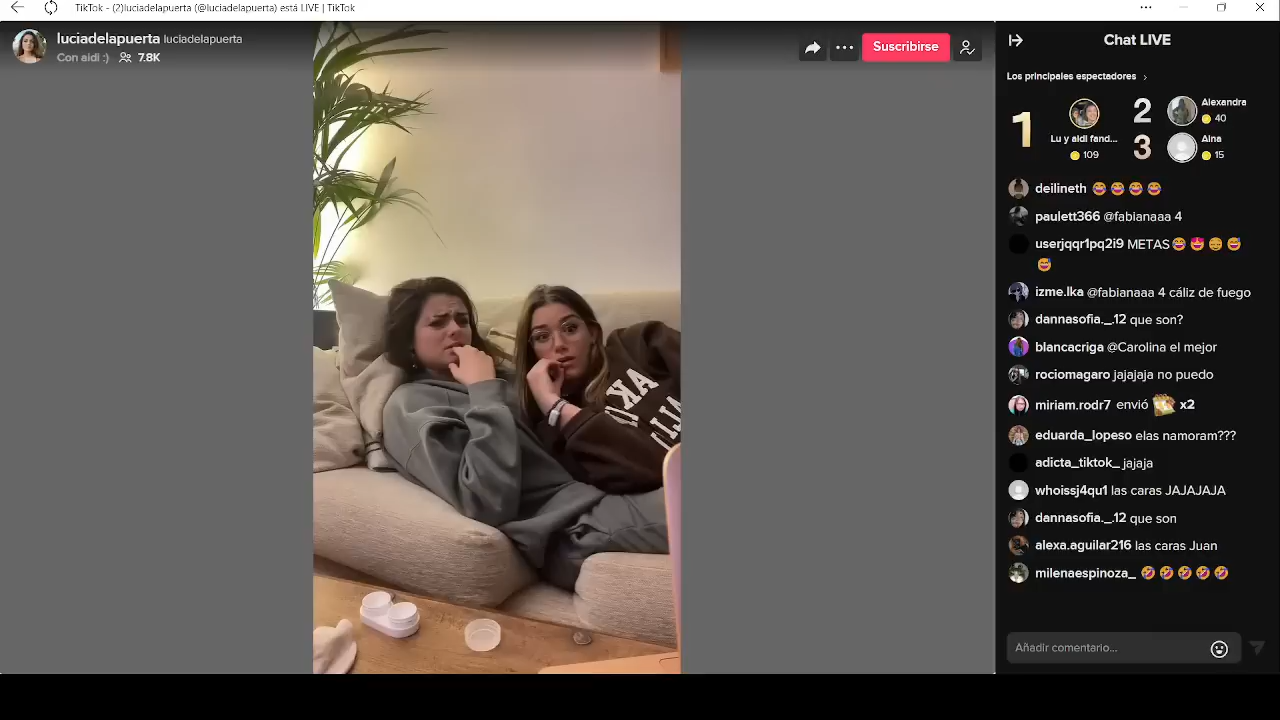 TikTok - (2)luciadelapuerta (@luciadelapuerta) está LIVE | TikTok
luciadelapuerta luciadelapuerta
Con aidi :) 7.8K
Suscribirse
Chat LIVE
Los principales espectadores
1 Lu y aidi fand... 109
2 Alexandra 40
3 Aina 15
deilineth 😂😂😂😂
paulett366 @fabianaaa 4
userjqqr1pq2i9 METAS😅🤩😊😅
😅
izme.lka @fabianaaa 4 cáliz de fuego
dannasofia._.12 que son?
blancacriga @Carolina el mejor
rociomagaro jajajaja no puedo
miriam.rodr7 envió x2
eduarda_lopeso elas namoram???
adicta_tiktok_ jajaja
whoissj4qu1 las caras JAJAJAJA
dannasofia._.12 que son
alexa.aguilar216 las caras Juan
milenaespinoza_ 🤣🤣🤣🤣🤣
Añadir comentario...